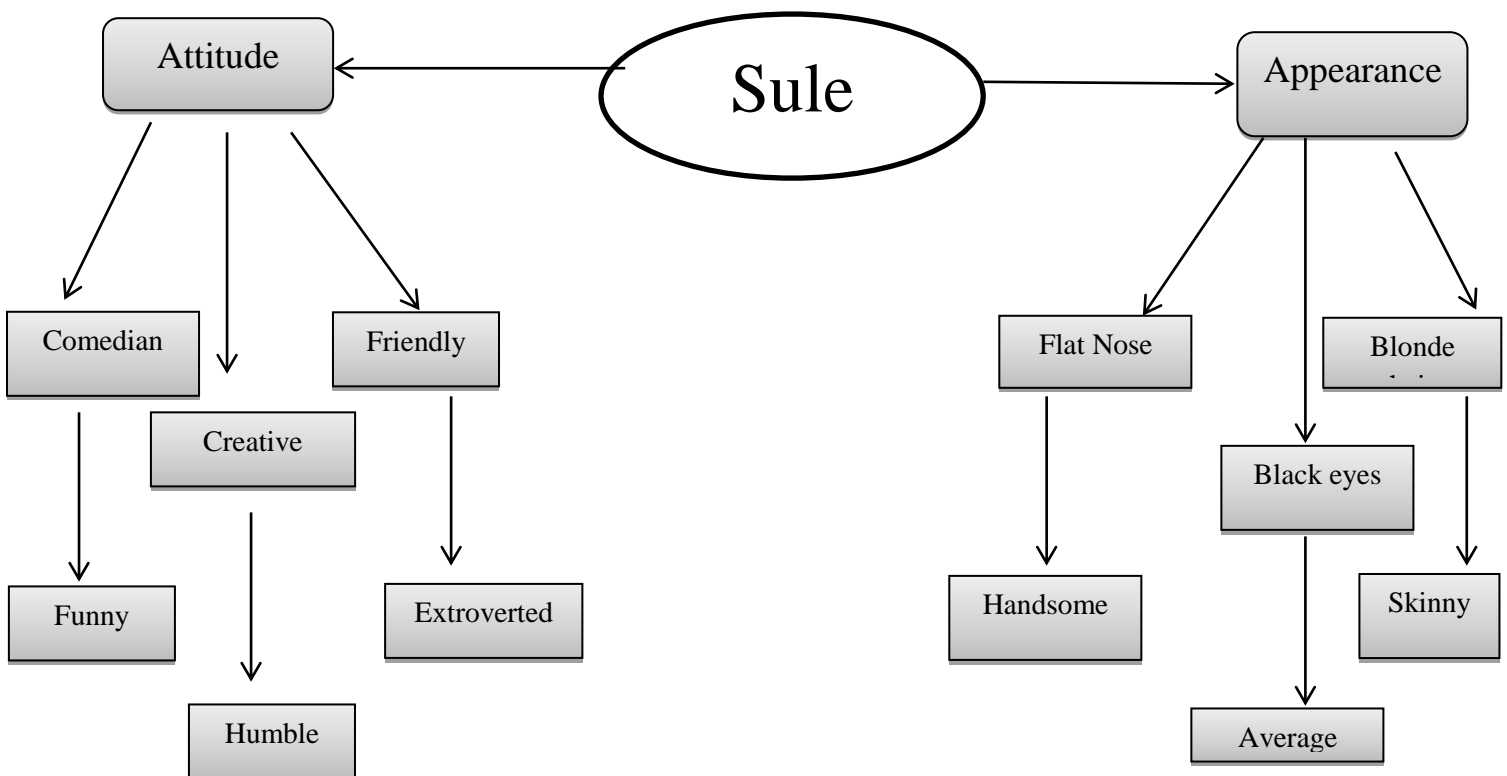 Sule
Attitude
Appearance
Comedian
Friendly
Creative
Funny
Extroverted
Humble
Flat Nose
Blonde
Black eyes
Handsome
Skinny
Average